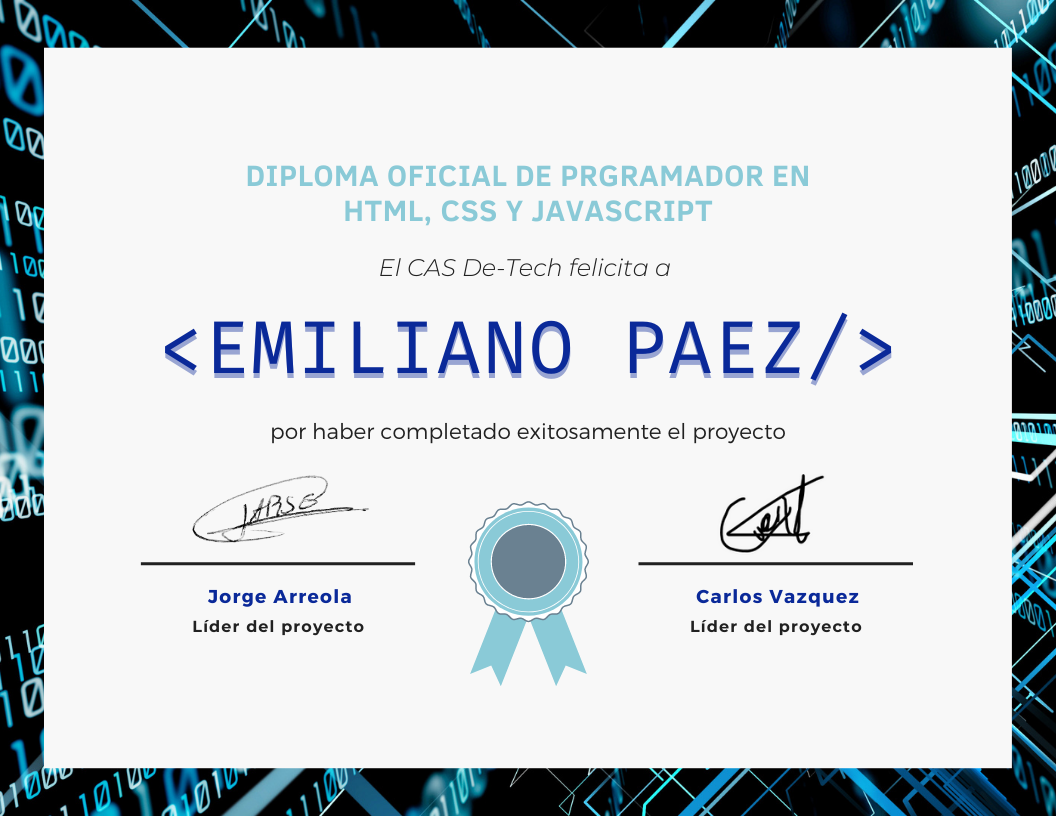 DIPLOMA OFICIAL DE PRGRAMADOR EN
HTML, CSS Y JAVASCRIPT
El CAS De-Tech felicita a
<EMILIANO PAEZ/>
por haber completado exitosamente el proyecto
Jorge Arreola
Líder del proyecto
Carlos Vazquez
Líder del proyecto